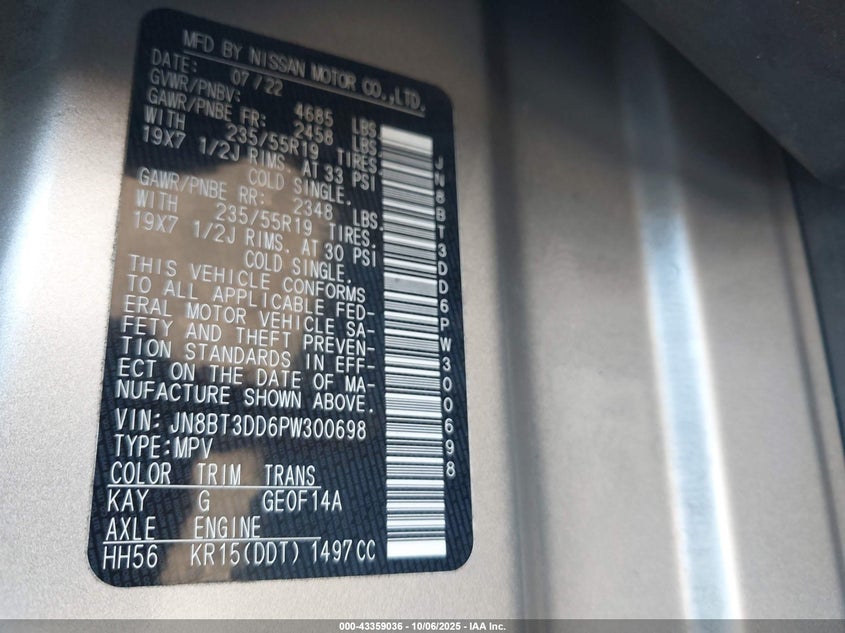 MFD BY NISSAN MOTOR CO.,LTD.
DATE: 07/22
GVWR/PNBV: 4685 LBS.
GAWR/PNBE FR: 2458 LBS.
WITH 235/55R19 TIRES.
19X7 1/2J RIMS. AT 33 PSI
COLD SINGLE.
GAWR/PNBE RR: 2348 LBS.
WITH 235/55R19 TIRES.
19X7 1/2J RIMS. AT 30 PSI
COLD SINGLE.
THIS VEHICLE CONFORMS
TO ALL APPLICABLE FED-
ERAL MOTOR VEHICLE SA-
FETY AND THEFT PREVEN-
TION STANDARDS IN EFF-
ECT ON THE DATE OF MA-
NUFACTURE SHOWN ABOVE.
VIN: JN8BT3DD6PW300698
TYPE:MPV
COLOR TRIM TRANS
KAY G GE0F14A
AXLE ENGINE
HH56 KR15(DDT) 1497CC
JN8BT3DD6PW300698
000-43359036 - 10/06/2025 - IAA Inc.